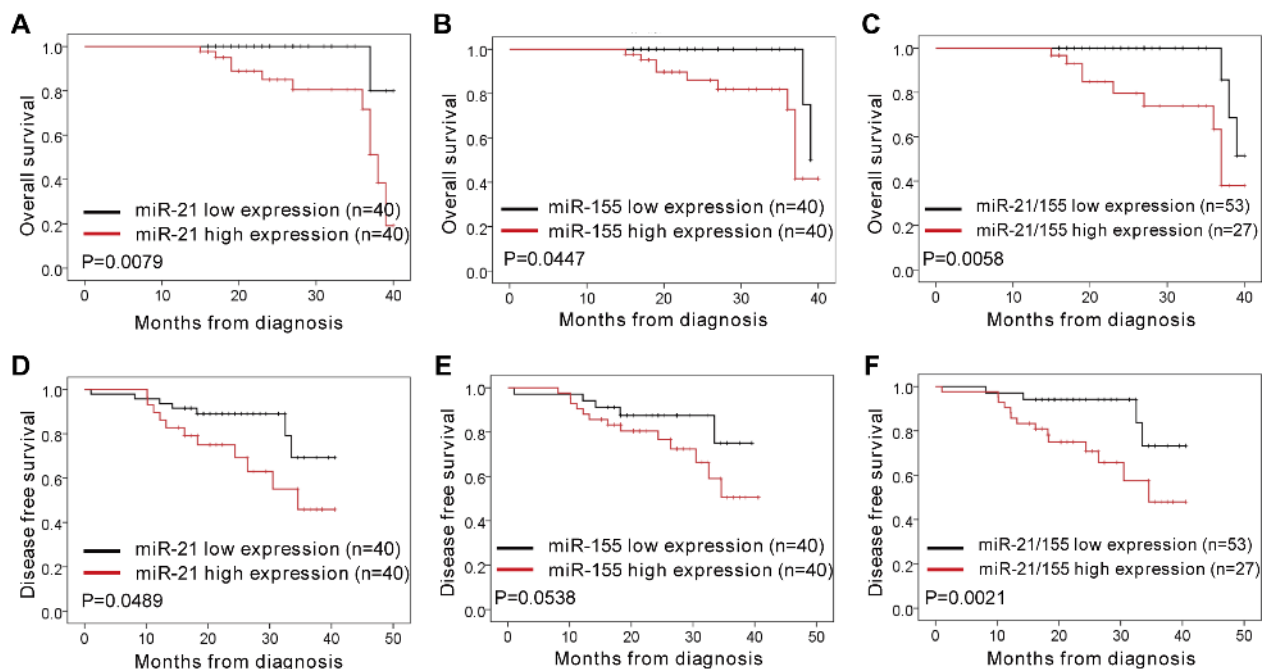 A
Overall survival
1.0
0.8
0.6
0.4
0.2
0.0
miR-21 low expression (n=40)
miR-21 high expression (n=40)
P=0.0079
0 10 20 30 40
Months from diagnosis
B
Overall survival
1.0
0.8
0.6
0.4
0.2
0.0
miR-155 low expression (n=40)
miR-155 high expression (n=40)
P=0.0447
0 10 20 30 40
Months from diagnosis
C
Overall survival
1.0
0.8
0.6
0.4
0.2
0.0
miR-21/155 low expression (n=53)
miR-21/155 high expression (n=27)
P=0.0058
0 10 20 30 40
Months from diagnosis
D
Disease free survival
1.0
0.8
0.6
0.4
0.2
0.0
miR-21 low expression (n=40)
miR-21 high expression (n=40)
P=0.0489
0 10 20 30 40 50
Months from diagnosis
E
Disease free survival
1.0
0.8
0.6
0.4
0.2
0.0
miR-155 low expression (n=40)
miR-155 high expression (n=40)
P=0.0538
0 10 20 30 40 50
Months from diagnosis
F
Disease free survival
1.0
0.8
0.6
0.4
0.2
0.0
miR-21/155 low expression (n=53)
miR-21/155 high expression (n=27)
P=0.0021
0 10 20 30 40 50
Months from diagnosis